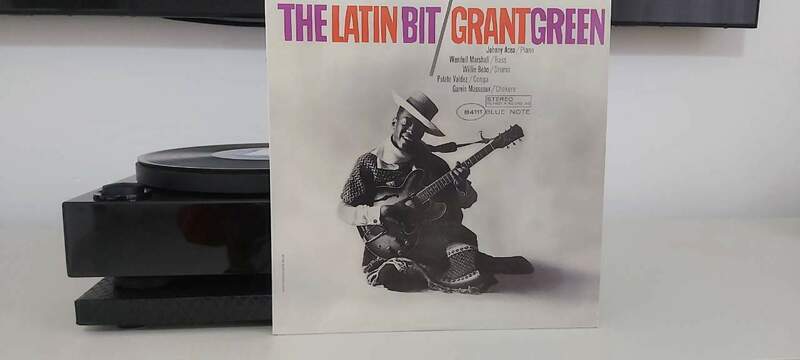 THE LATIN BIT/GRANT GREEN
Johnny Acea/Piano
Wendell Marshall/Bass
Willie Bobo/Drums
Patato Valdez/Conga
Garvin Masseaux/Chekere
STEREO
84111 BLUE NOTE